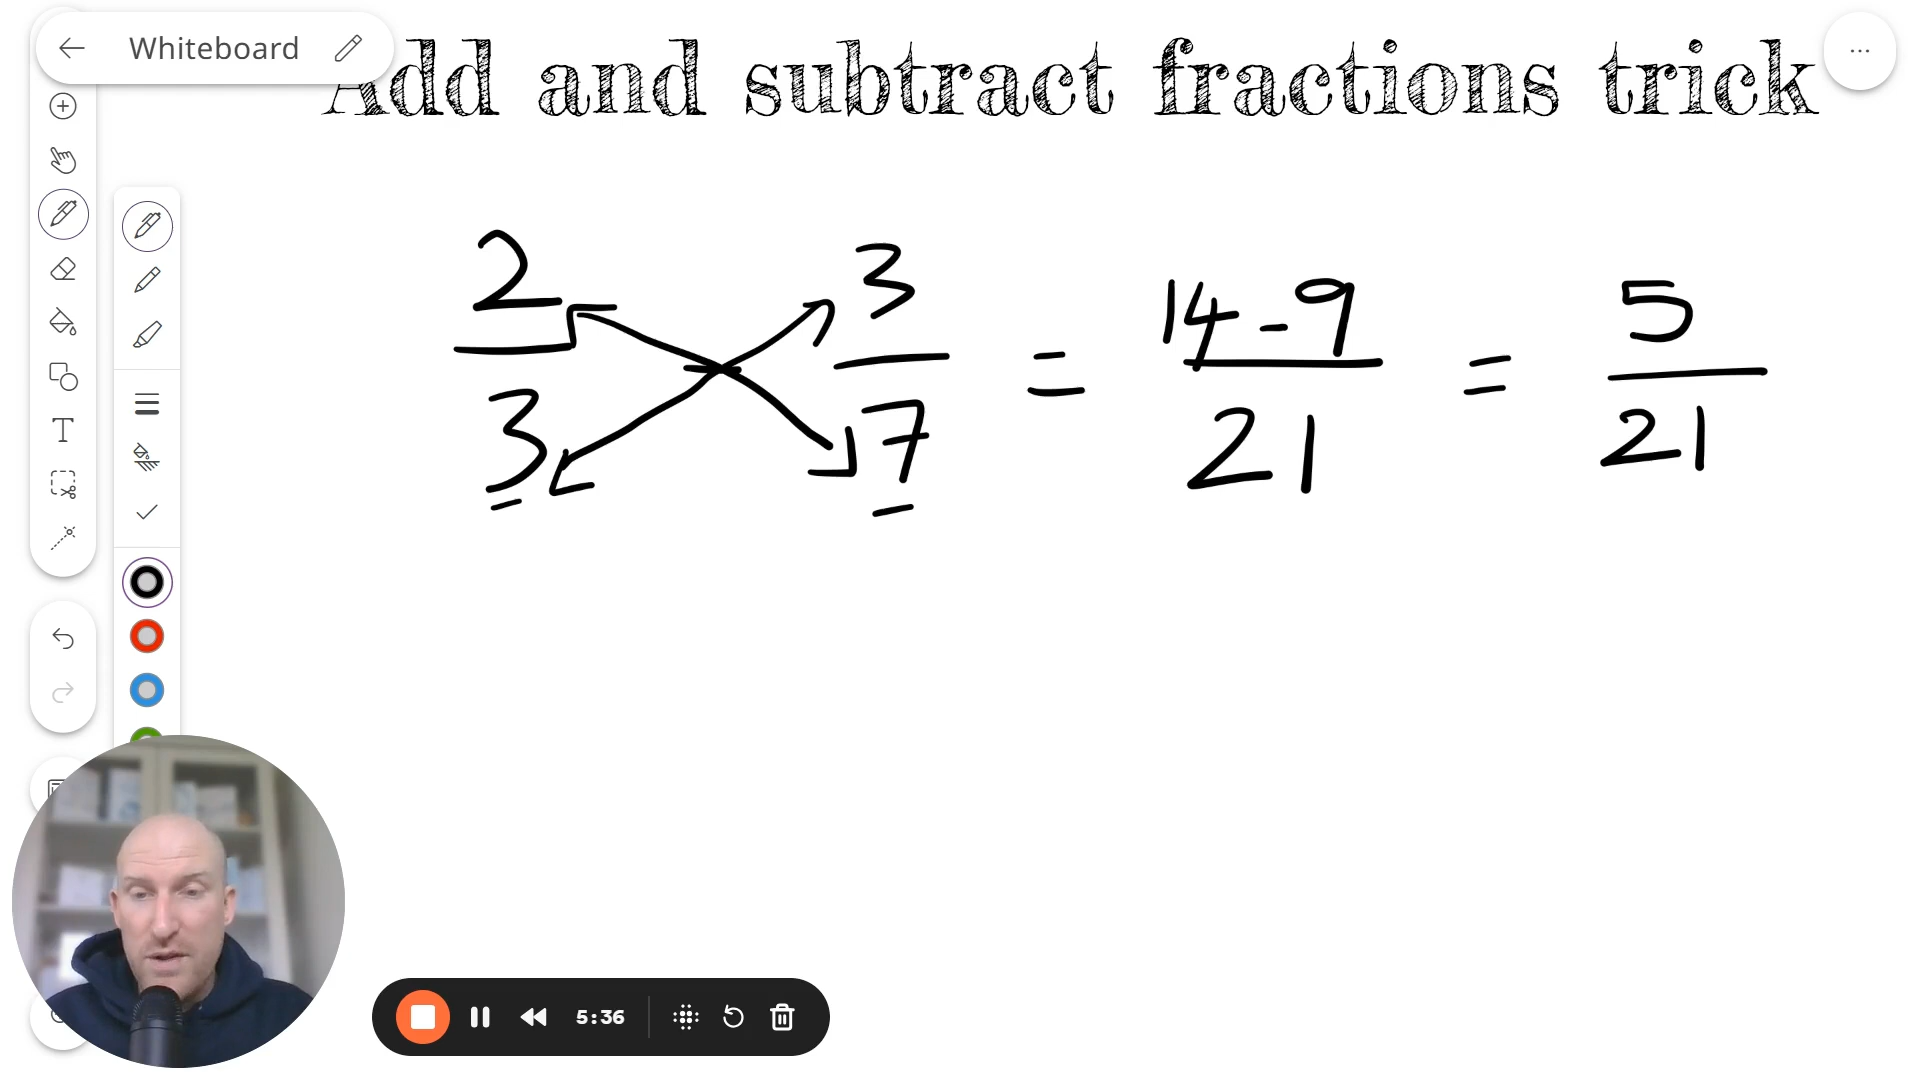 Whiteboard
Add and subtract fractions trick
2/3 - 3/7 = 14-9/21 = 5/21
T
5:36